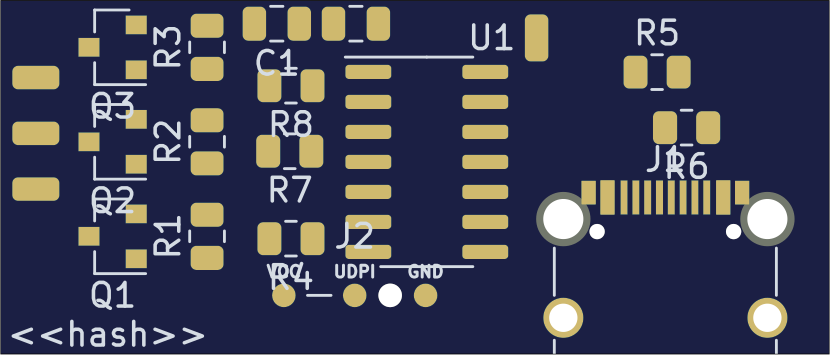 R3
C1
U1
R5
Q3
R8
R2
J1
R6
Q2
R7
R1
J2
VCC
UDPI
GND
R4
Q1
<<hash>>